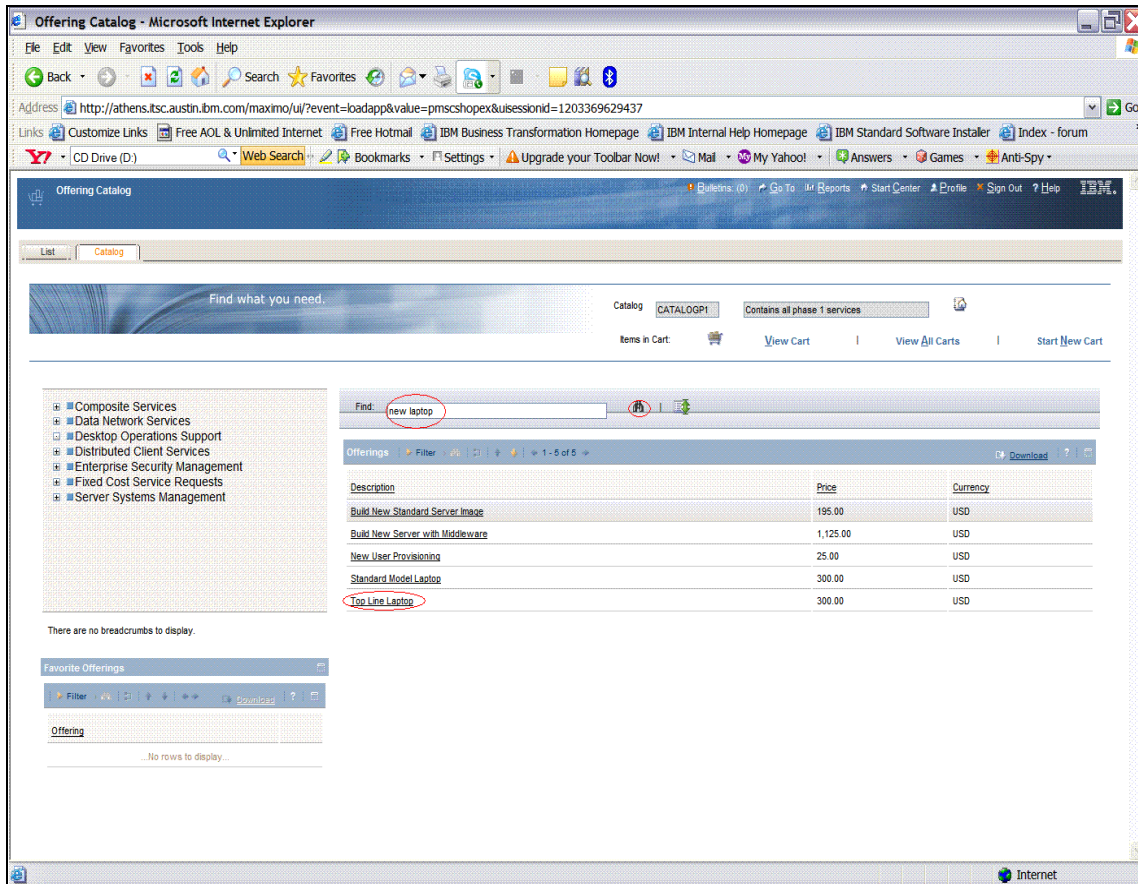 Offering Catalog - Microsoft Internet Explorer
File Edit View Favorites Tools Help
Back Search Favorites
Address http://athens.itsc.austin.ibm.com/maximo/ui/?event=loadapp&value=pmscshopex&uisessionid=1203369629437 Go
Links Customize Links Free AOL & Unlimited Internet Free Hotmail IBM Business Transformation Homepage IBM Internal Help Homepage IBM Standard Software Installer Index - forum
Y7 CD Drive (D:) Web Search Bookmarks Settings Upgrade your Toolbar Now! Mail My Yahoo! Answers Games Anti-Spy
Offering Catalog Bulletins: (0) Go To Reports Start Center Profile Sign Out ? Help IBM.
List Catalog
Find what you need.
Catalog CATALOGP1 Contains all phase 1 services
Items in Cart: View Cart | View All Carts | Start New Cart
Composite Services
Data Network Services
Desktop Operations Support
Distributed Client Services
Enterprise Security Management
Fixed Cost Service Requests
Server Systems Management
Find: new laptop
Offerings Filter 1 - 5 of 5 Download ?
Description Price Currency
Build New Standard Server Image 195.00 USD
Build New Server with Middleware 1,125.00 USD
New User Provisioning 25.00 USD
Standard Model Laptop 300.00 USD
Top Line Laptop 300.00 USD
There are no breadcrumbs to display.
Favorite Offerings
Filter Download ?
Offering
...No rows to display...
Internet